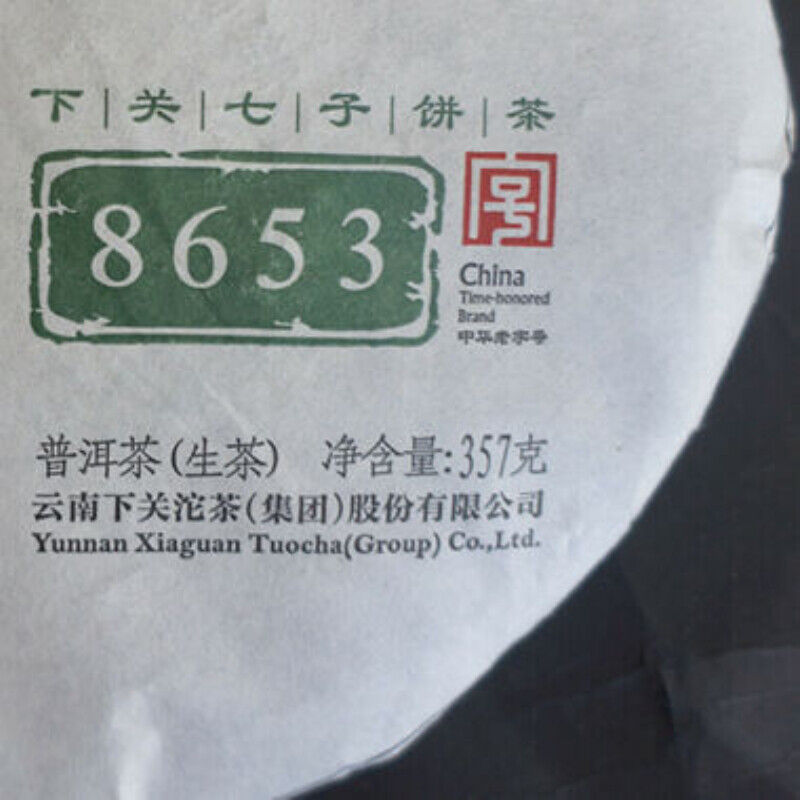 下|关|七|子|饼|茶
8653
China
Time-honored
Brand
中华老字号
普洱茶(生茶) 净含量:357克
云南下关沱茶(集团)股份有限公司
Yunnan Xiaguan Tuocha(Group) Co.,Ltd.